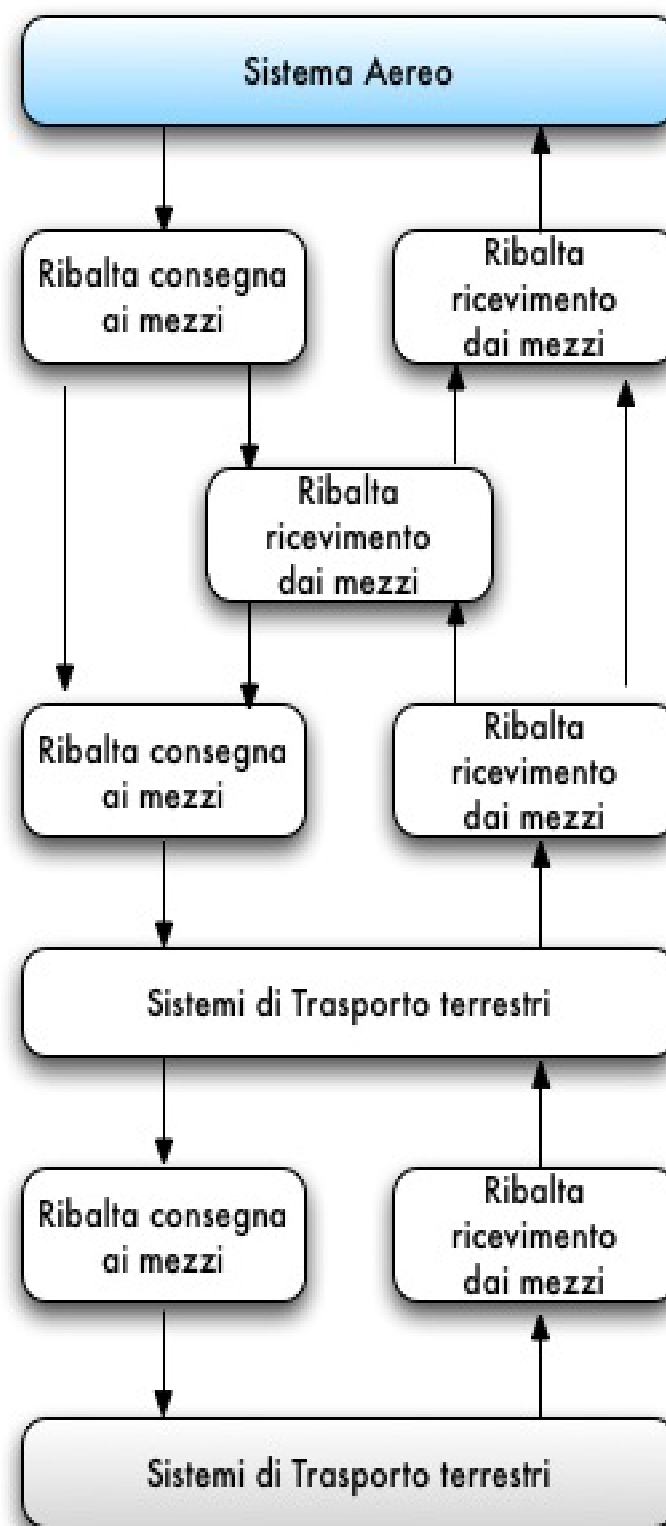 Sistema Aereo
Ribalta consegna
ai mezzi
Ribalta
ricevimento
dai mezzi
Ribalta
ricevimento
dai mezzi
Ribalta consegna
ai mezzi
Ribalta
ricevimento
dai mezzi
Sistemi di Trasporto terrestri
Ribalta consegna
ai mezzi
Ribalta
ricevimento
dai mezzi
Sistemi di Trasporto terrestri